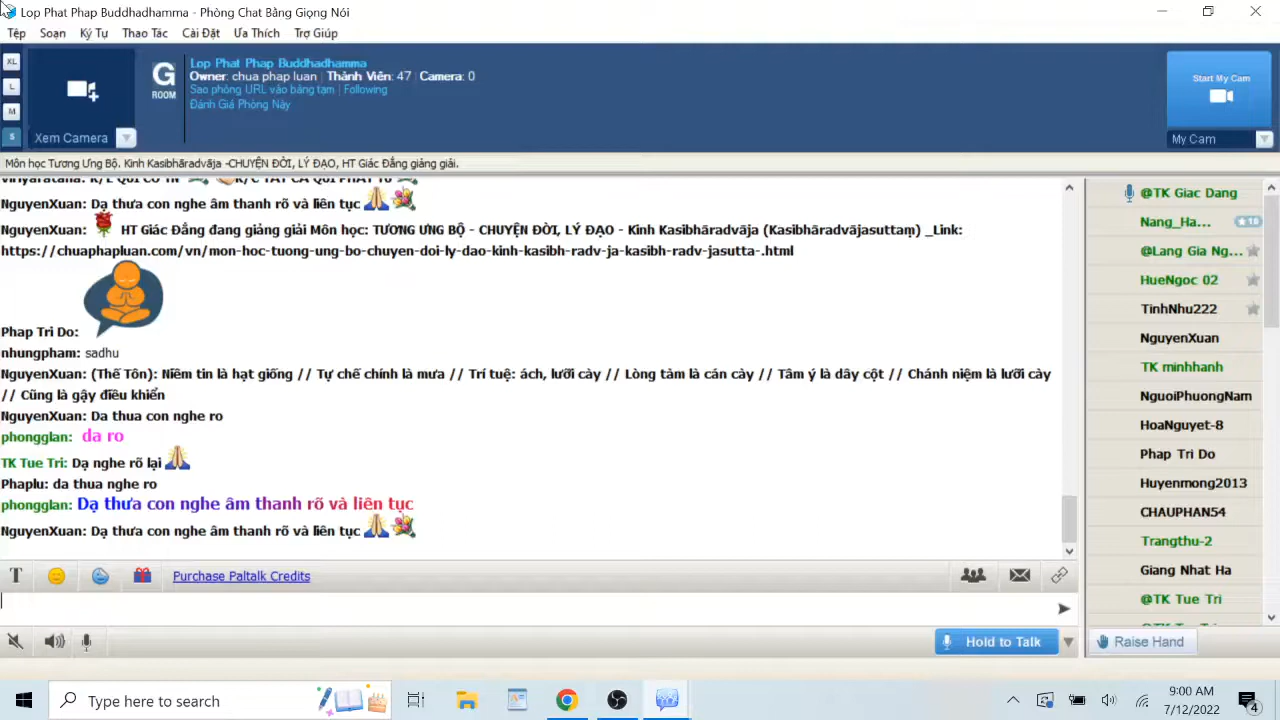 Lop Phat Phap Buddhadhamma - Phòng Chat Bằng Giọng Nói
Tệp Soạn Ký Tự Thao Tác Cài Đặt Ưa Thích Trợ Giúp
XL
L
M
S
Xem Camera
G
ROOM
Lop Phat Phap Buddhadhamma
Owner: chua phap luan | Thành Viên: 47 | Camera: 0
Sao phòng URL vào bảng tạm | Following
Đánh Giá Phòng Này
Start My Cam
My Cam
Môn học Tương Ưng Bộ. Kinh Kasibhāradvāja -CHUYỆN ĐỜI, LÝ ĐẠO, HT Giác Đẳng giảng giải.
NguyenXuan: Dạ thưa con nghe âm thanh rõ và liên tục
NguyenXuan: HT Giác Đẳng đang giảng giải Môn học: TƯƠNG ƯNG BỘ - CHUYỆN ĐỜI, LÝ ĐẠO - Kinh Kasibhāradvāja (Kasibhāradvājasuttaṃ) _Link:
https://chuaphapluan.com/vn/mon-hoc-tuong-ung-bo-chuyen-doi-ly-dao-kinh-kasibh-radv-ja-kasibh-radv-jasutta-.html
Phap Tri Do:
nhungpham: sadhu
NguyenXuan: (Thế Tôn): Niềm tin là hạt giống // Tự chế chính là mưa // Trí tuệ: ách, lưỡi cày // Lòng tàm là cán cày // Tâm ý là dây cột // Chánh niệm là lưỡi cày
// Cũng là gậy điều khiển
NguyenXuan: Da thua con nghe ro
phongglan: da ro
TK Tue Tri: Dạ nghe rõ lại
Phaplu: da thua nghe ro
phongglan: Dạ thưa con nghe âm thanh rõ và liên tục
NguyenXuan: Dạ thưa con nghe âm thanh rõ và liên tục
@TK Giac Dang
Nang_Ha... 18
@Lang Gia Ng...
HueNgoc 02
TinhNhu222
NguyenXuan
TK minhhanh
NguoiPhuongNam
HoaNguyet-8
Phap Tri Do
Huyenmong2013
CHAUPHAN54
Trangthu-2
Giang Nhat Ha
@TK Tue Tri
T
Purchase Paltalk Credits
Hold to Talk
Raise Hand
Type here to search
9:00 AM
7/12/2022
4